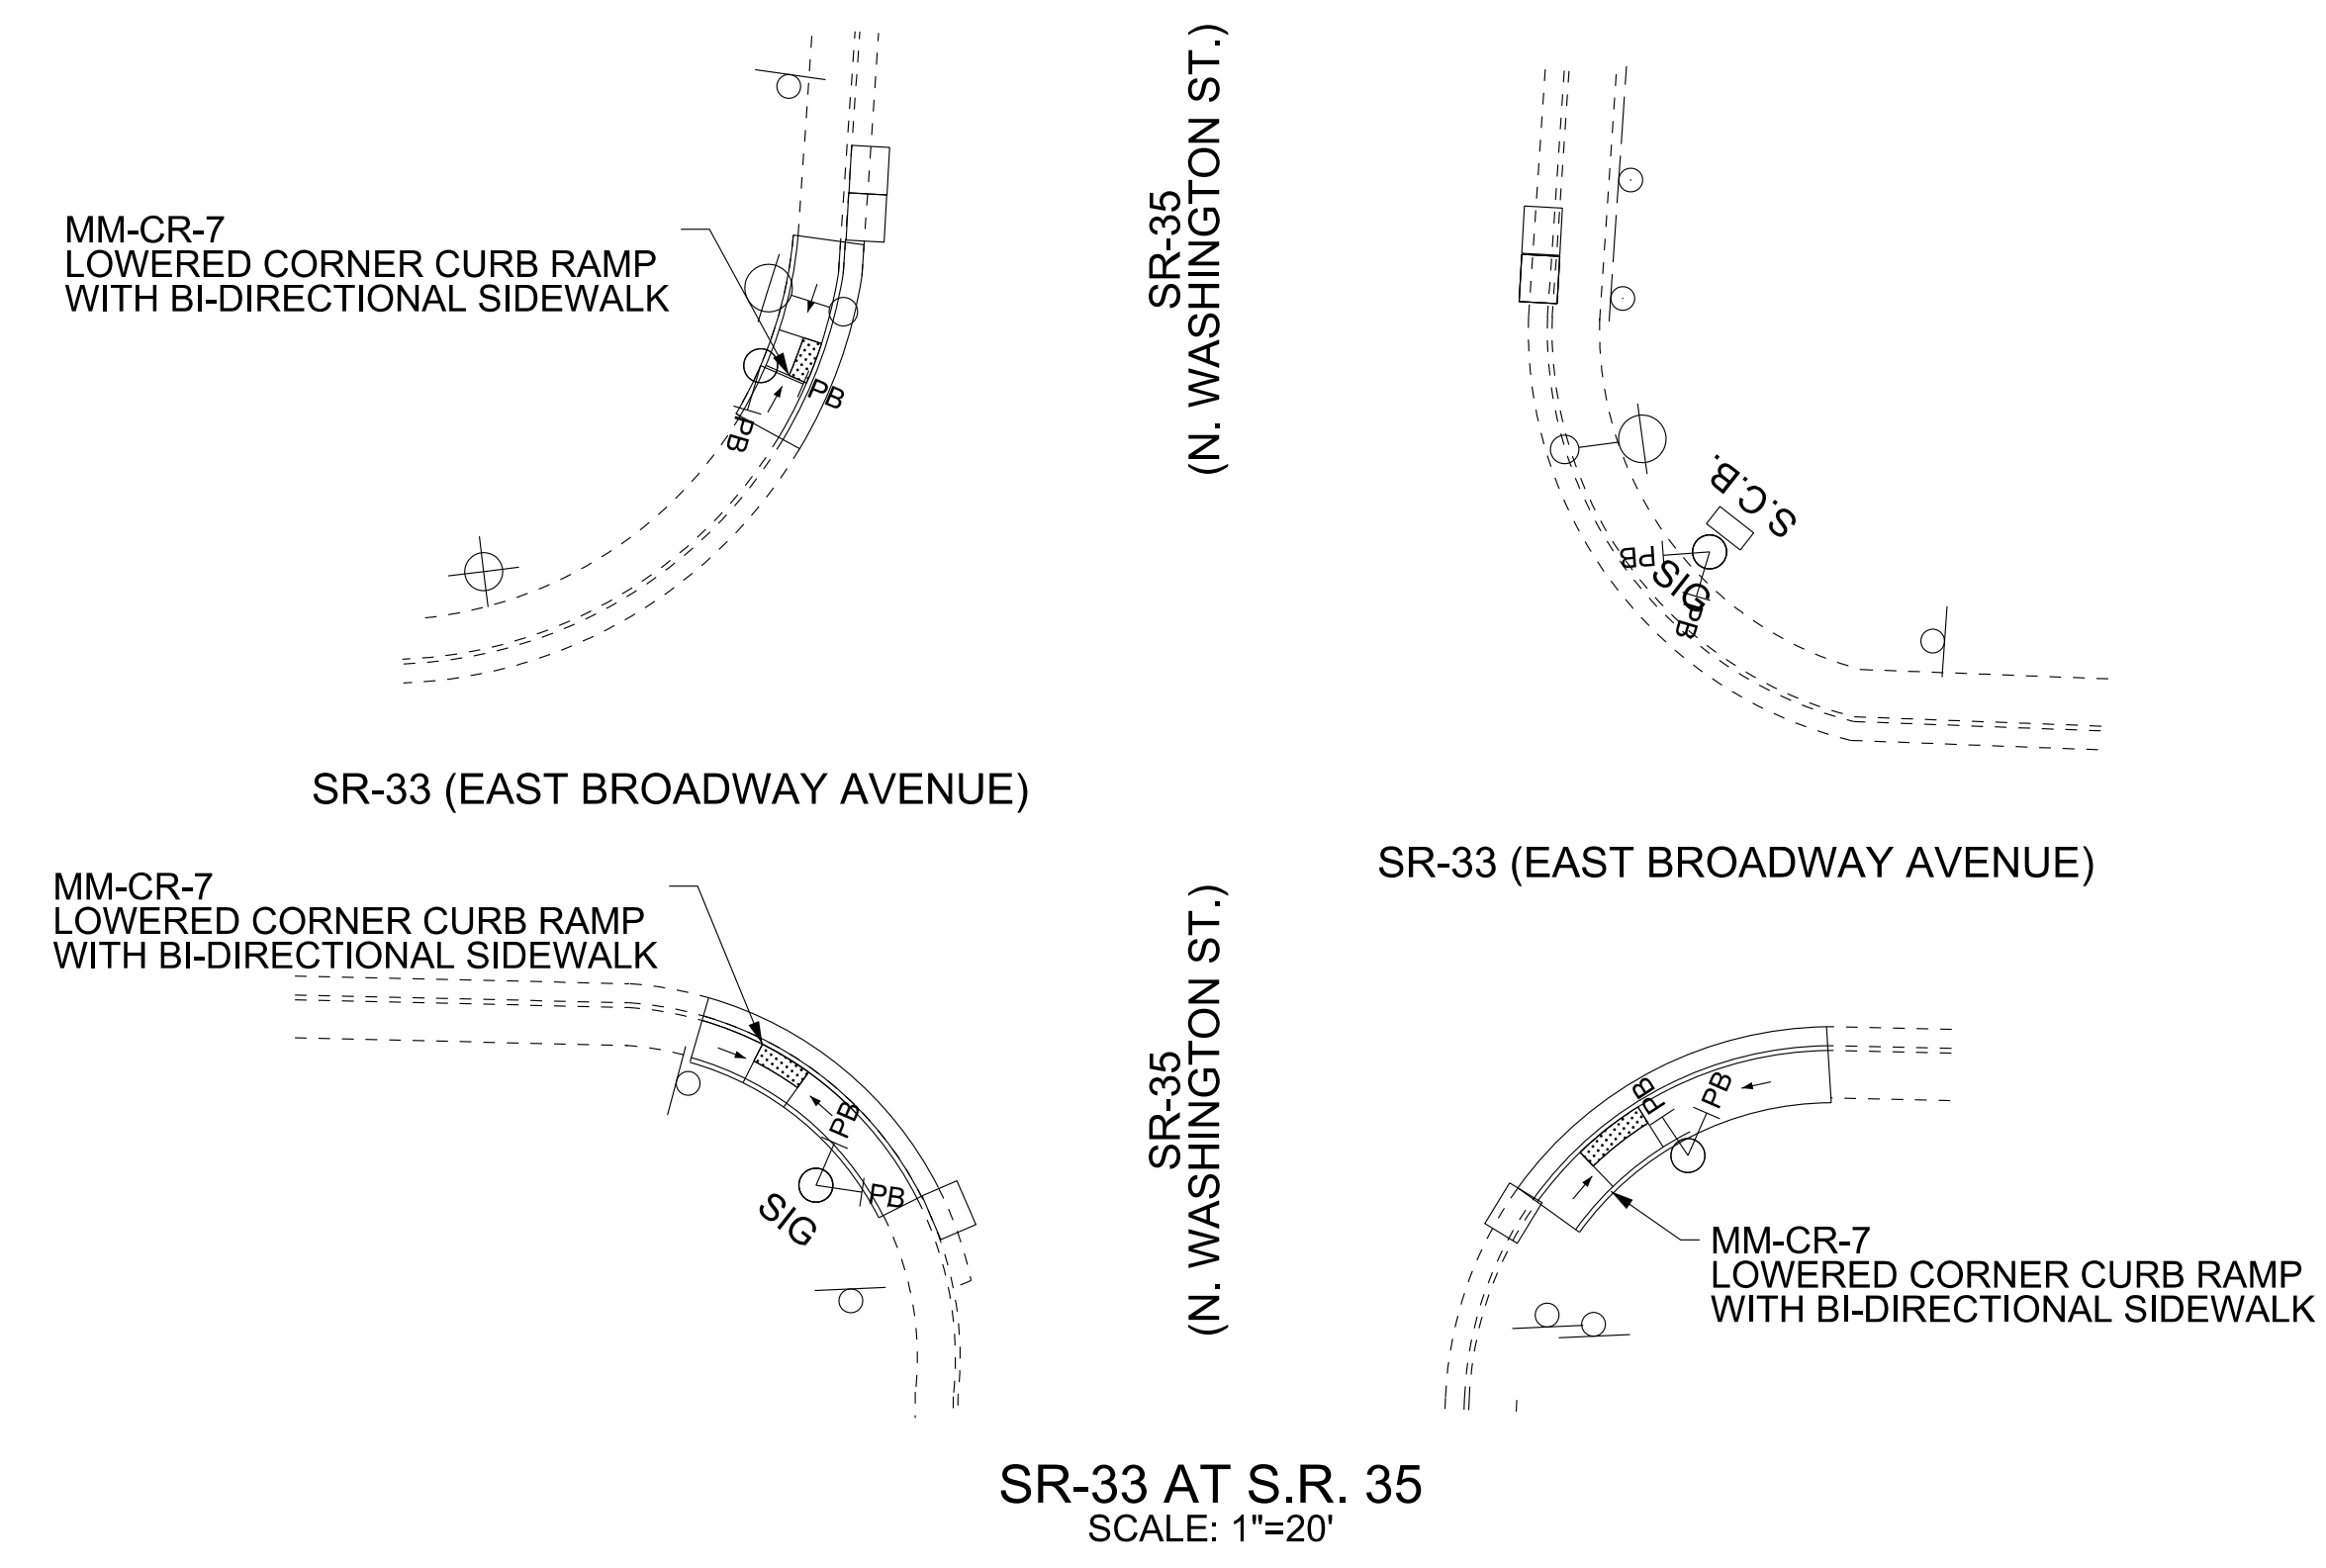 SR-35
(N. WASHINGTON ST.)
MM-CR-7
LOWERED CORNER CURB RAMP
WITH BI-DIRECTIONAL SIDEWALK
PB
PB
S.C.B.
PB
SIG
PB
SR-33 (EAST BROADWAY AVENUE)
SR-33 (EAST BROADWAY AVENUE)
MM-CR-7
LOWERED CORNER CURB RAMP
WITH BI-DIRECTIONAL SIDEWALK
SR-35
(N. WASHINGTON ST.)
PB
PB
SIG
PB
PB
MM-CR-7
LOWERED CORNER CURB RAMP
WITH BI-DIRECTIONAL SIDEWALK
SR-33 AT S.R. 35
SCALE: 1"=20'